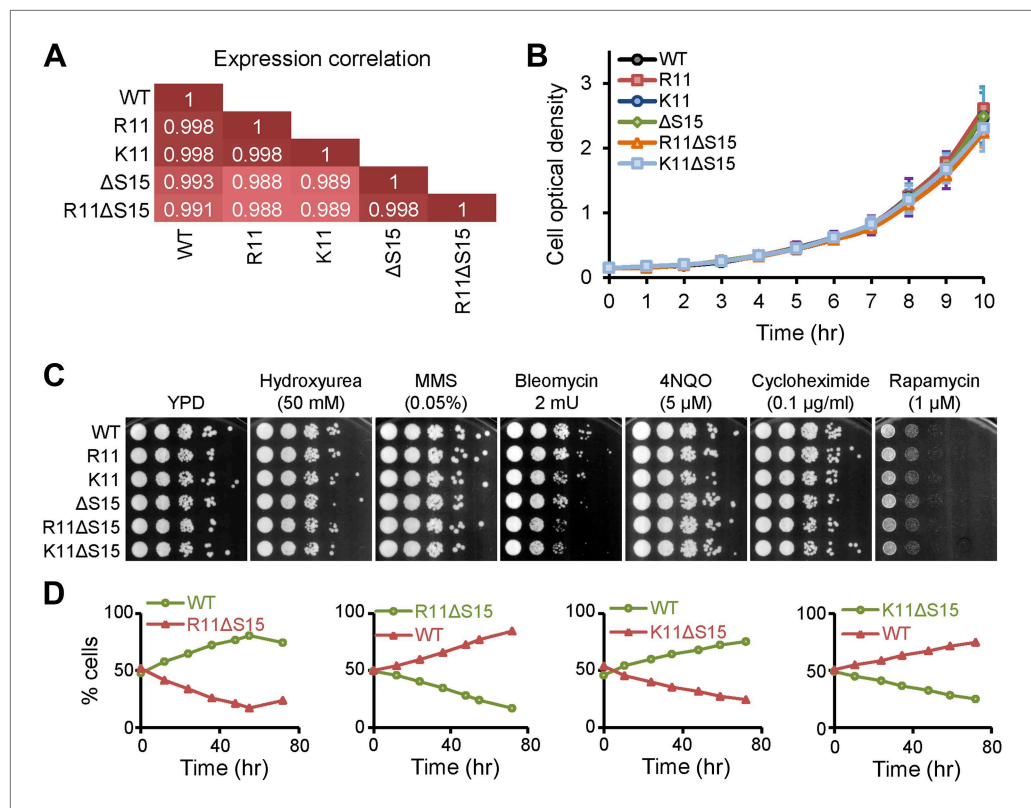 A
Expression correlation
WT
1
R11
0.998
1
K11
0.998
0.998
1
ΔS15
0.993
0.988
0.989
1
R11ΔS15
0.991
0.988
0.989
0.998
1
WT
R11
K11
ΔS15
R11ΔS15
B
WT
R11
K11
ΔS15
R11ΔS15
K11ΔS15
Cell optical density
3
2
1
0
0 1 2 3 4 5 6 7 8 9 10
Time (hr)
C
YPD
Hydroxyurea
(50 mM)
MMS
(0.05%)
Bleomycin
2 mU
4NQO
(5 µM)
Cycloheximide
(0.1 µg/ml)
Rapamycin
(1 µM)
WT
R11
K11
ΔS15
R11ΔS15
K11ΔS15
D
% cells
100
50
0
WT
R11ΔS15
0 40 80
Time (hr)
100
50
0
R11ΔS15
WT
0 40 80
Time (hr)
100
50
0
WT
K11ΔS15
0 40 80
Time (hr)
100
50
0
K11ΔS15
WT
0 40 80
Time (hr)